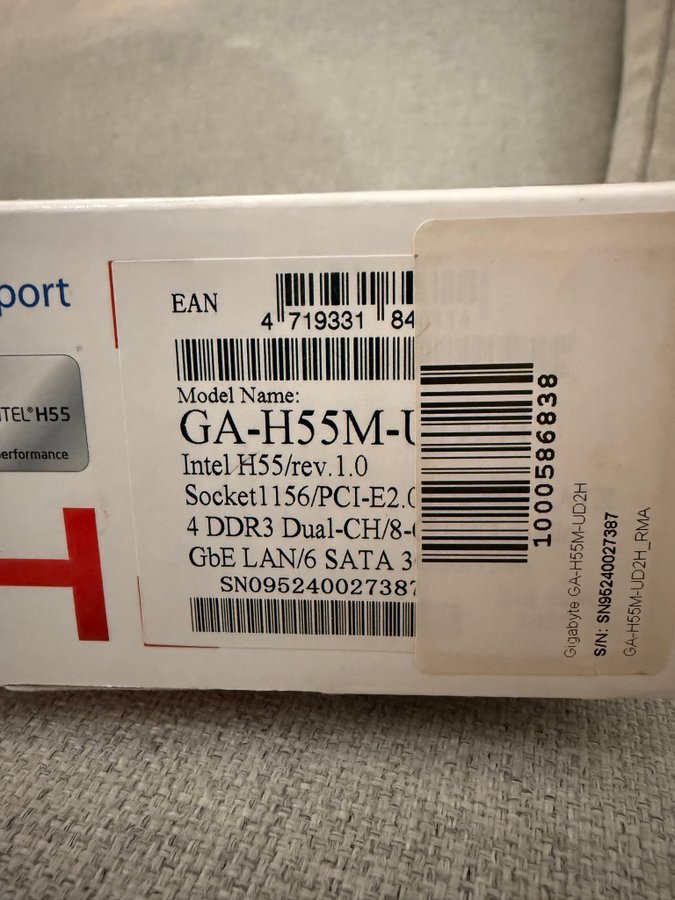 port
INTEL® H55
performance
T
EAN
4 719331 84
Model Name:
GA-H55M-U
Intel H55/rev.1.0
Socket1156/PCI-E2.0
4 DDR3 Dual-CH/8-
GbE LAN/6 SATA 3
SN095240027387
1000586838
Gigabyte GA-H55M-UD2H
S/N: SN95240027387
GA-H55M-UD2H_RMA